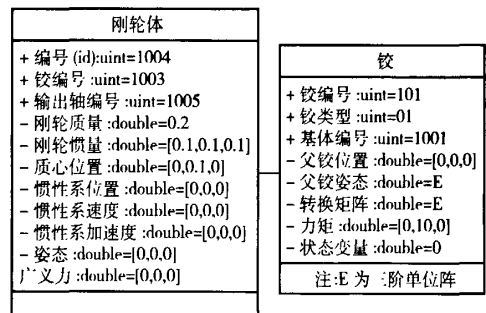 刚轮体
+ 编号 (id):uint=1004
+ 铰编号 :uint=1003
+ 输出轴编号 :uint=1005
− 刚轮质量 :double=0.2
− 刚轮惯量 :double=[0.1,0.1,0.1]
− 质心位置 :double=[0,0.1,0]
− 惯性系位置 :double=[0,0,0]
− 惯性系速度 :double=[0,0,0]
− 惯性系加速度 :double=[0,0,0]
− 姿态 :double=[0,0,0]
广义力 :double=[0,0,0]
铰
+ 铰编号 :uint=101
+ 铰类型 :uint=01
+ 基体编号 :uint=1001
− 父铰位置 :double=[0,0,0]
− 父铰姿态 :double=E
− 转换矩阵 :double=E
− 力矩 :double=[0,10,0]
− 状态变量 :double=0
注:E 为三阶单位阵